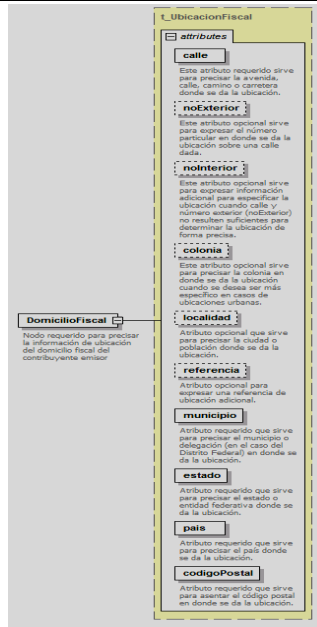 t_UbicacionFiscal
attributes
calle
Este atributo requerido sirve
para precisar la avenida,
calle, camino o carretera
donde se da la ubicación.
noExterior
Este atributo opcional sirve
para expresar el número
particular en donde se da la
ubicación sobre una calle
dada.
noInterior
Este atributo opcional sirve
para expresar información
adicional para especificar la
ubicación cuando calle y
número exterior (noExterior)
no resulten suficientes para
determinar la ubicación de
forma precisa.
colonia
Este atributo opcional sirve
para precisar la colonia en
donde se da la ubicación
cuando se desea ser más
específico en casos de
ubicaciones urbanas.
localidad
Atributo opcional que sirve
para precisar la ciudad o
población donde se da la
ubicación.
DomicilioFiscal
Nodo requerido para precisar
la información de ubicación
del domicilio fiscal del
contribuyente emisor
referencia
Atributo opcional para
expresar una referencia de
ubicación adicional.
municipio
Atributo requerido que sirve
para precisar el municipio o
delegación (en el caso del
Distrito Federal) en donde se
da la ubicación.
estado
Atributo requerido que sirve
para precisar el estado o
entidad federativa donde se
da la ubicación.
pais
Atributo requerido que sirve
para precisar el país donde
se da la ubicación.
codigoPostal
Atributo requerido que sirve
para asentar el código postal
en donde se da la ubicación.